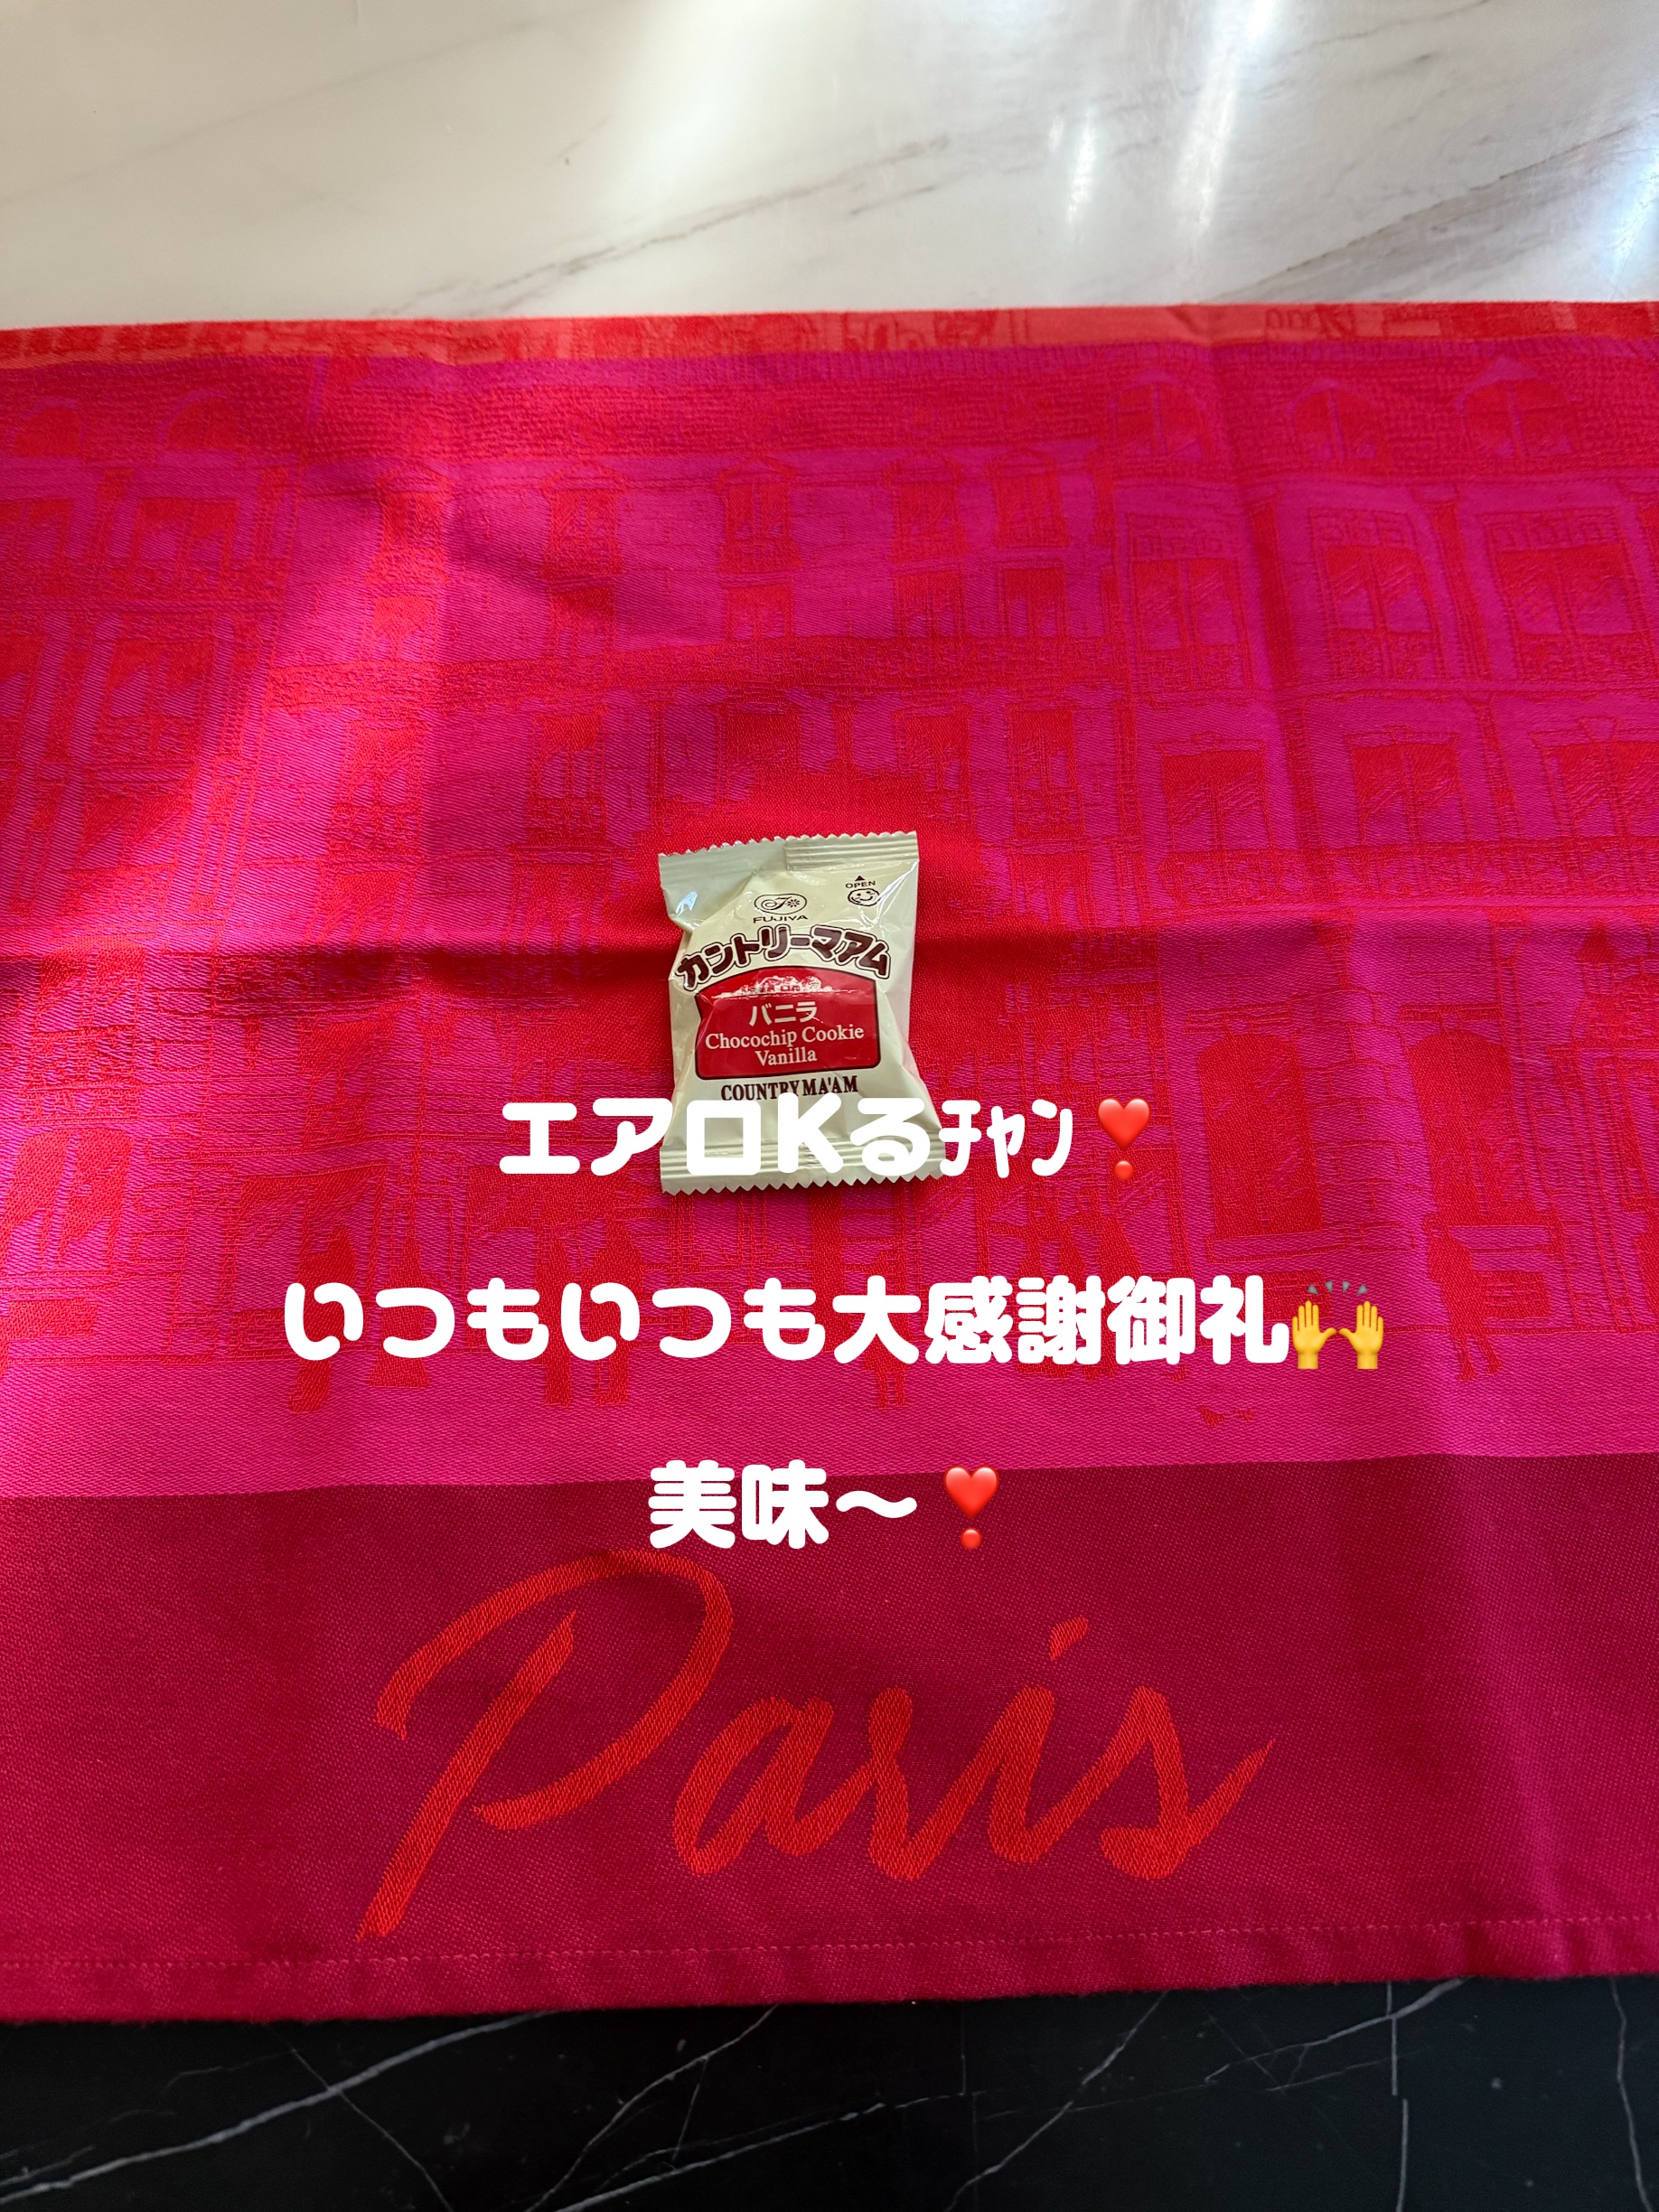 OPEN
FUJIYA
カントリーマアム
バニラ
Chocochip Cookie
Vanilla
COUNTRY MA'AM
エアロKるﾁｬﾝ❣️
いつもいつも大感謝御礼🙌
美味〜❣️
Paris